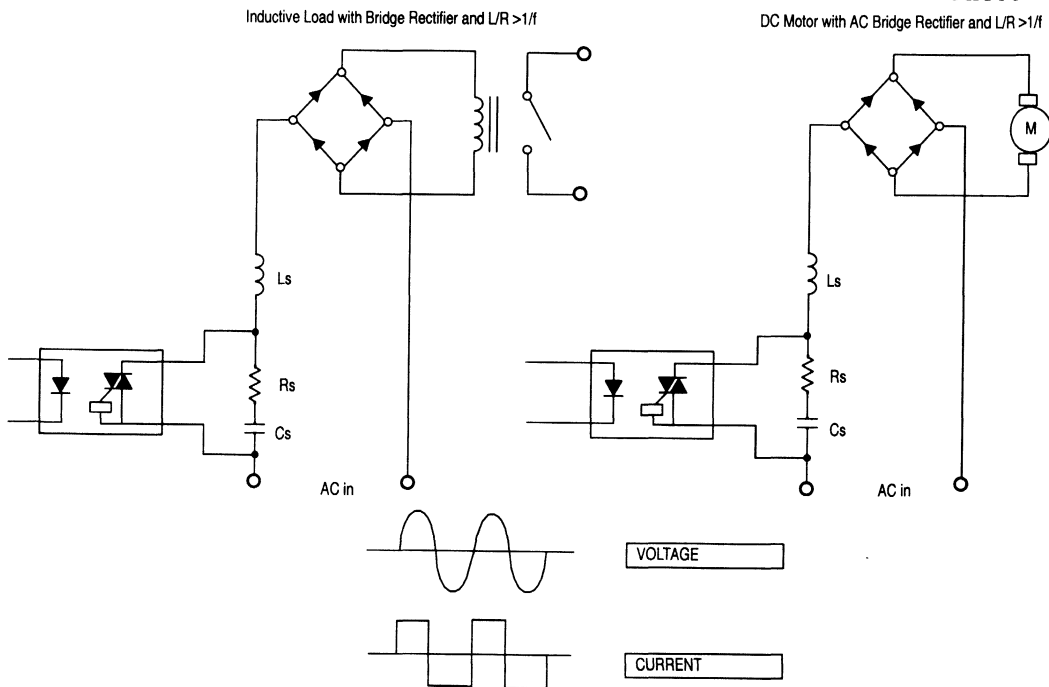 Inductive Load with Bridge Rectifier and L/R >1/f
DC Motor with AC Bridge Rectifier and L/R >1/f
M
Ls
Ls
Rs
Rs
Cs
Cs
AC in
AC in
VOLTAGE
CURRENT